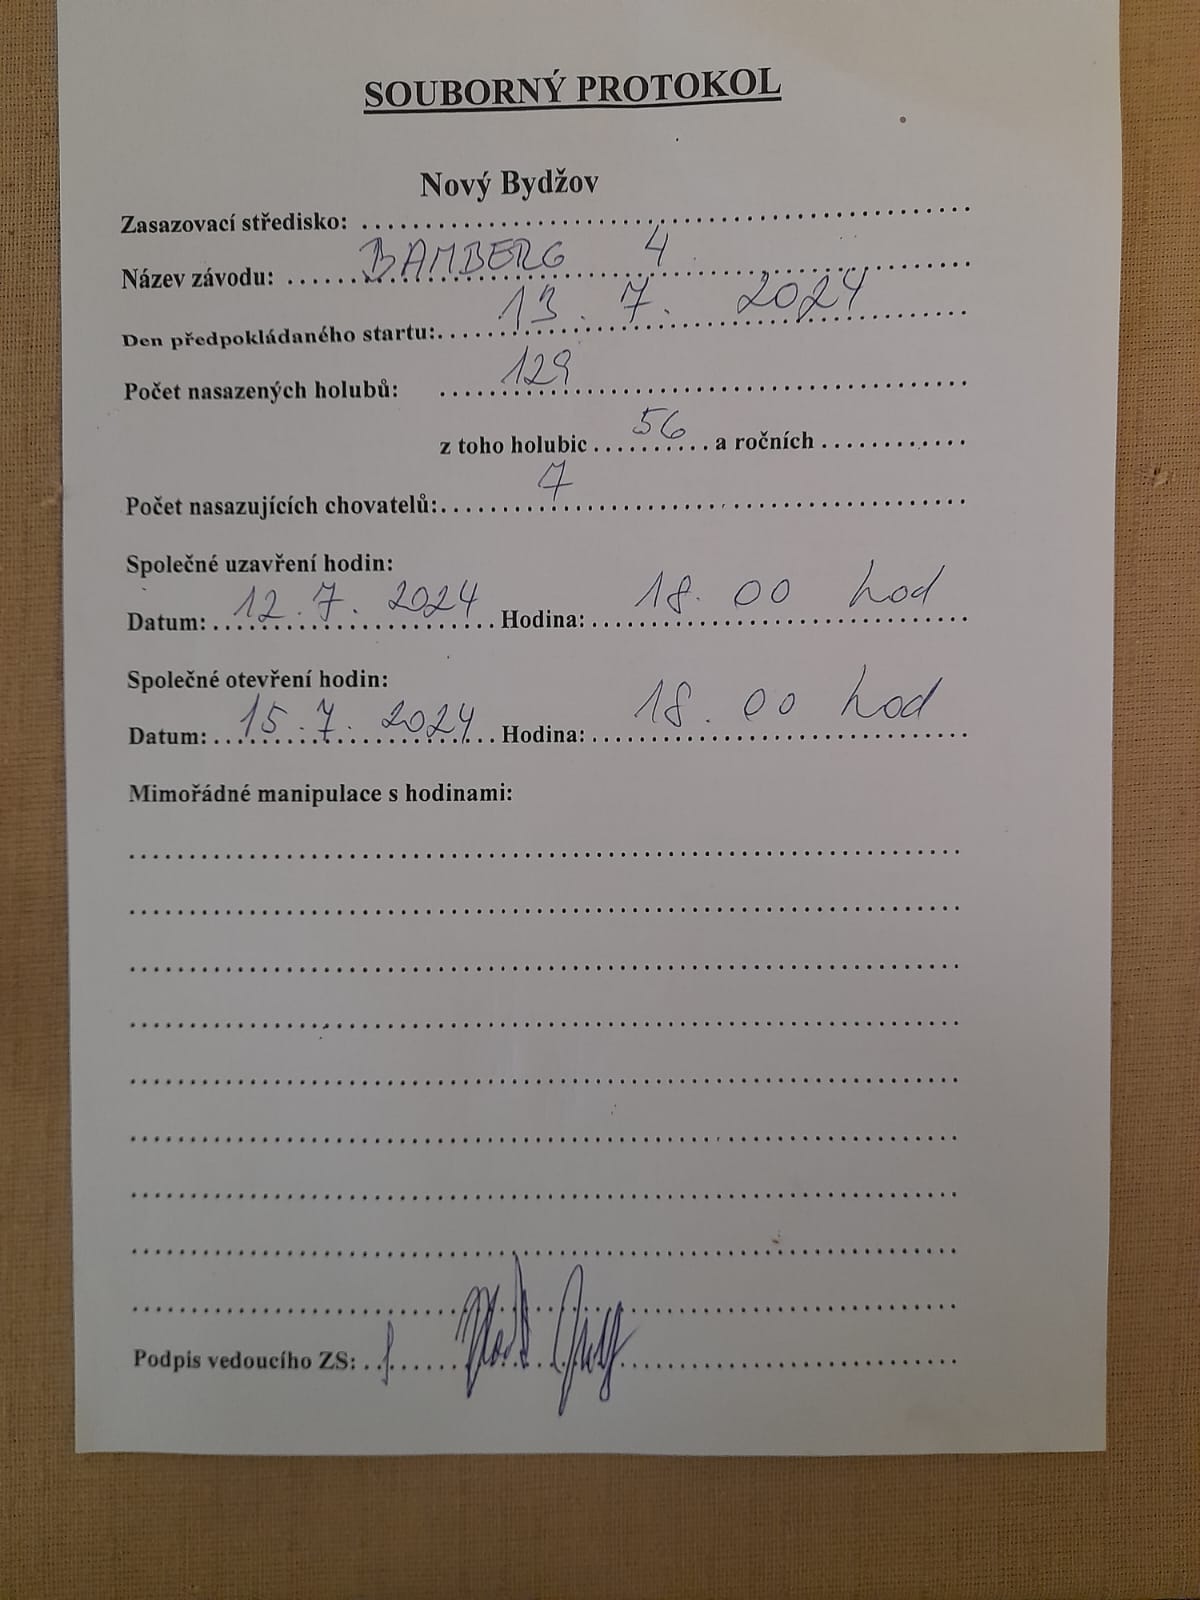 SOUBORNÝ PROTOKOL
Nový Bydžov
Zasazovací středisko:
Název závodu: BAMBERG 4
Den předpokládaného startu: 13. 7. 2024
Počet nasazených holubů: 129
z toho holubic 56 a ročních
Počet nasazujících chovatelů: 7
Společné uzavření hodin:
Datum: 12. 7. 2024 Hodina: 18. 00 hod
Společné otevření hodin:
Datum: 15. 7. 2024 Hodina: 18. 00 hod
Mimořádné manipulace s hodinami:
Podpis vedoucího ZS: